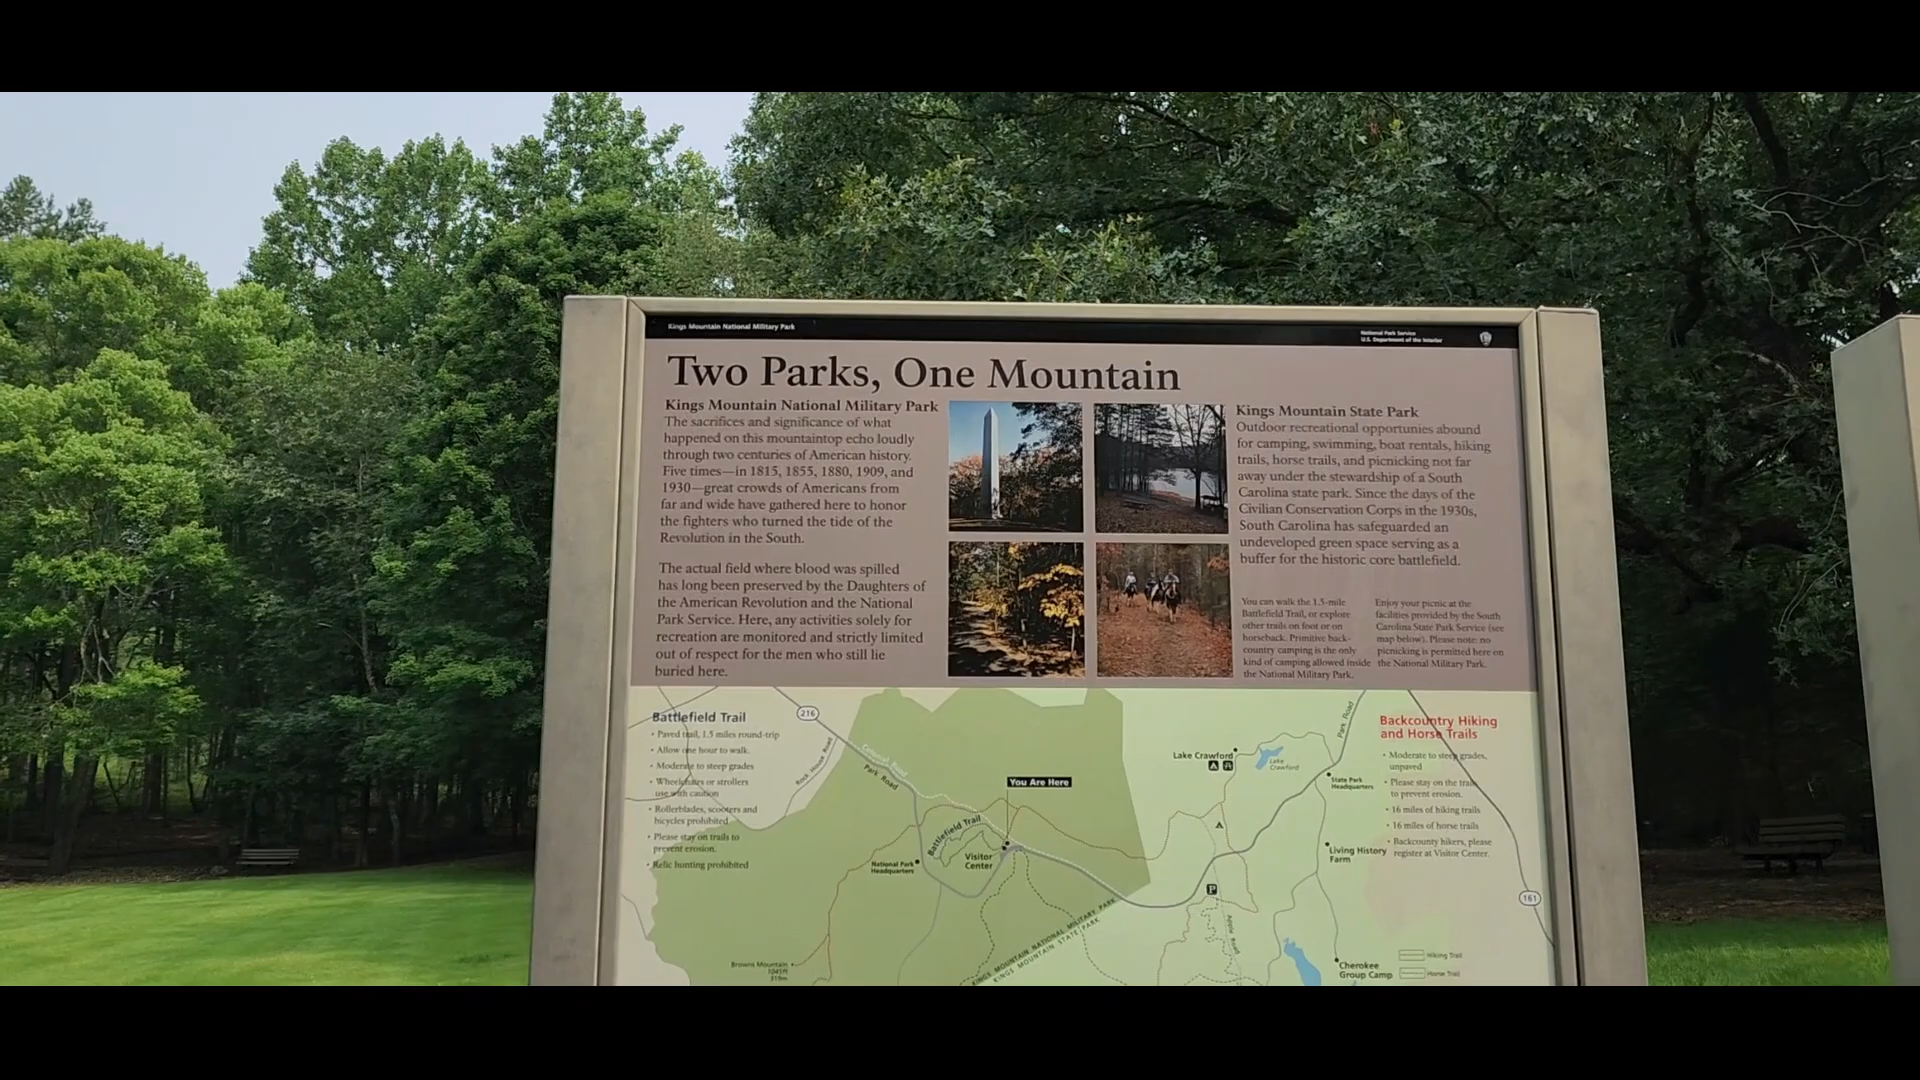 Kings Mountain National Military Park
National Park Service
U.S. Department of the Interior
Two Parks, One Mountain
Kings Mountain National Military Park
The sacrifices and significance of what
happened on this mountaintop echo loudly
through two centuries of American history.
Five times—in 1815, 1855, 1880, 1909, and
1930—great crowds of Americans from
far and wide have gathered here to honor
the fighters who turned the tide of the
Revolution in the South.
The actual field where blood was spilled
has long been preserved by the Daughters of
the American Revolution and the National
Park Service. Here, any activities solely for
recreation are monitored and strictly limited
out of respect for the men who still lie
buried here.
Kings Mountain State Park
Outdoor recreational opportunies abound
for camping, swimming, boat rentals, hiking
trails, horse trails, and picnicking not far
away under the stewardship of a South
Carolina state park. Since the days of the
Civilian Conservation Corps in the 1930s,
South Carolina has safeguarded an
undeveloped green space serving as a
buffer for the historic core battlefield.
You can walk the 1.5-mile
Battlefield Trail, or explore
other trails on foot or on
horseback. Primitive back-
country camping is the only
kind of camping allowed inside
the National Military Park.
Enjoy your picnic at the
facilities provided by the South
Carolina State Park Service (see
map below). Please note: no
picnicking is permitted here on
the National Military Park.
Battlefield Trail
• Paved trail, 1.5 miles round-trip
• Allow one hour to walk.
• Moderate to steep grades
• Wheelchairs or strollers
use with caution
• Rollerblades, scooters and
bicycles prohibited
• Please stay on trails to
prevent erosion.
• Relic hunting prohibited
216
Rock House Road
Colonial Road
Park Road
You Are Here
Battlefield Trail
Visitor
Center
National Park
Headquarters
Browns Mountain
1045ft
319m
KINGS MOUNTAIN NATIONAL MILITARY PARK
KINGS MOUNTAIN STATE PARK
Lake Crawford
Lake
Crawford
Park Road
State Park
Headquarters
Living History
Farm
P
Apple Road
Cherokee
Group Camp
161
Backcountry Hiking
and Horse Trails
• Moderate to steep grades,
unpaved
• Please stay on the trails
to prevent erosion.
• 16 miles of hiking trails
• 16 miles of horse trails
• Backcountry hikers, please
register at Visitor Center.
Hiking Trail
Horse Trail